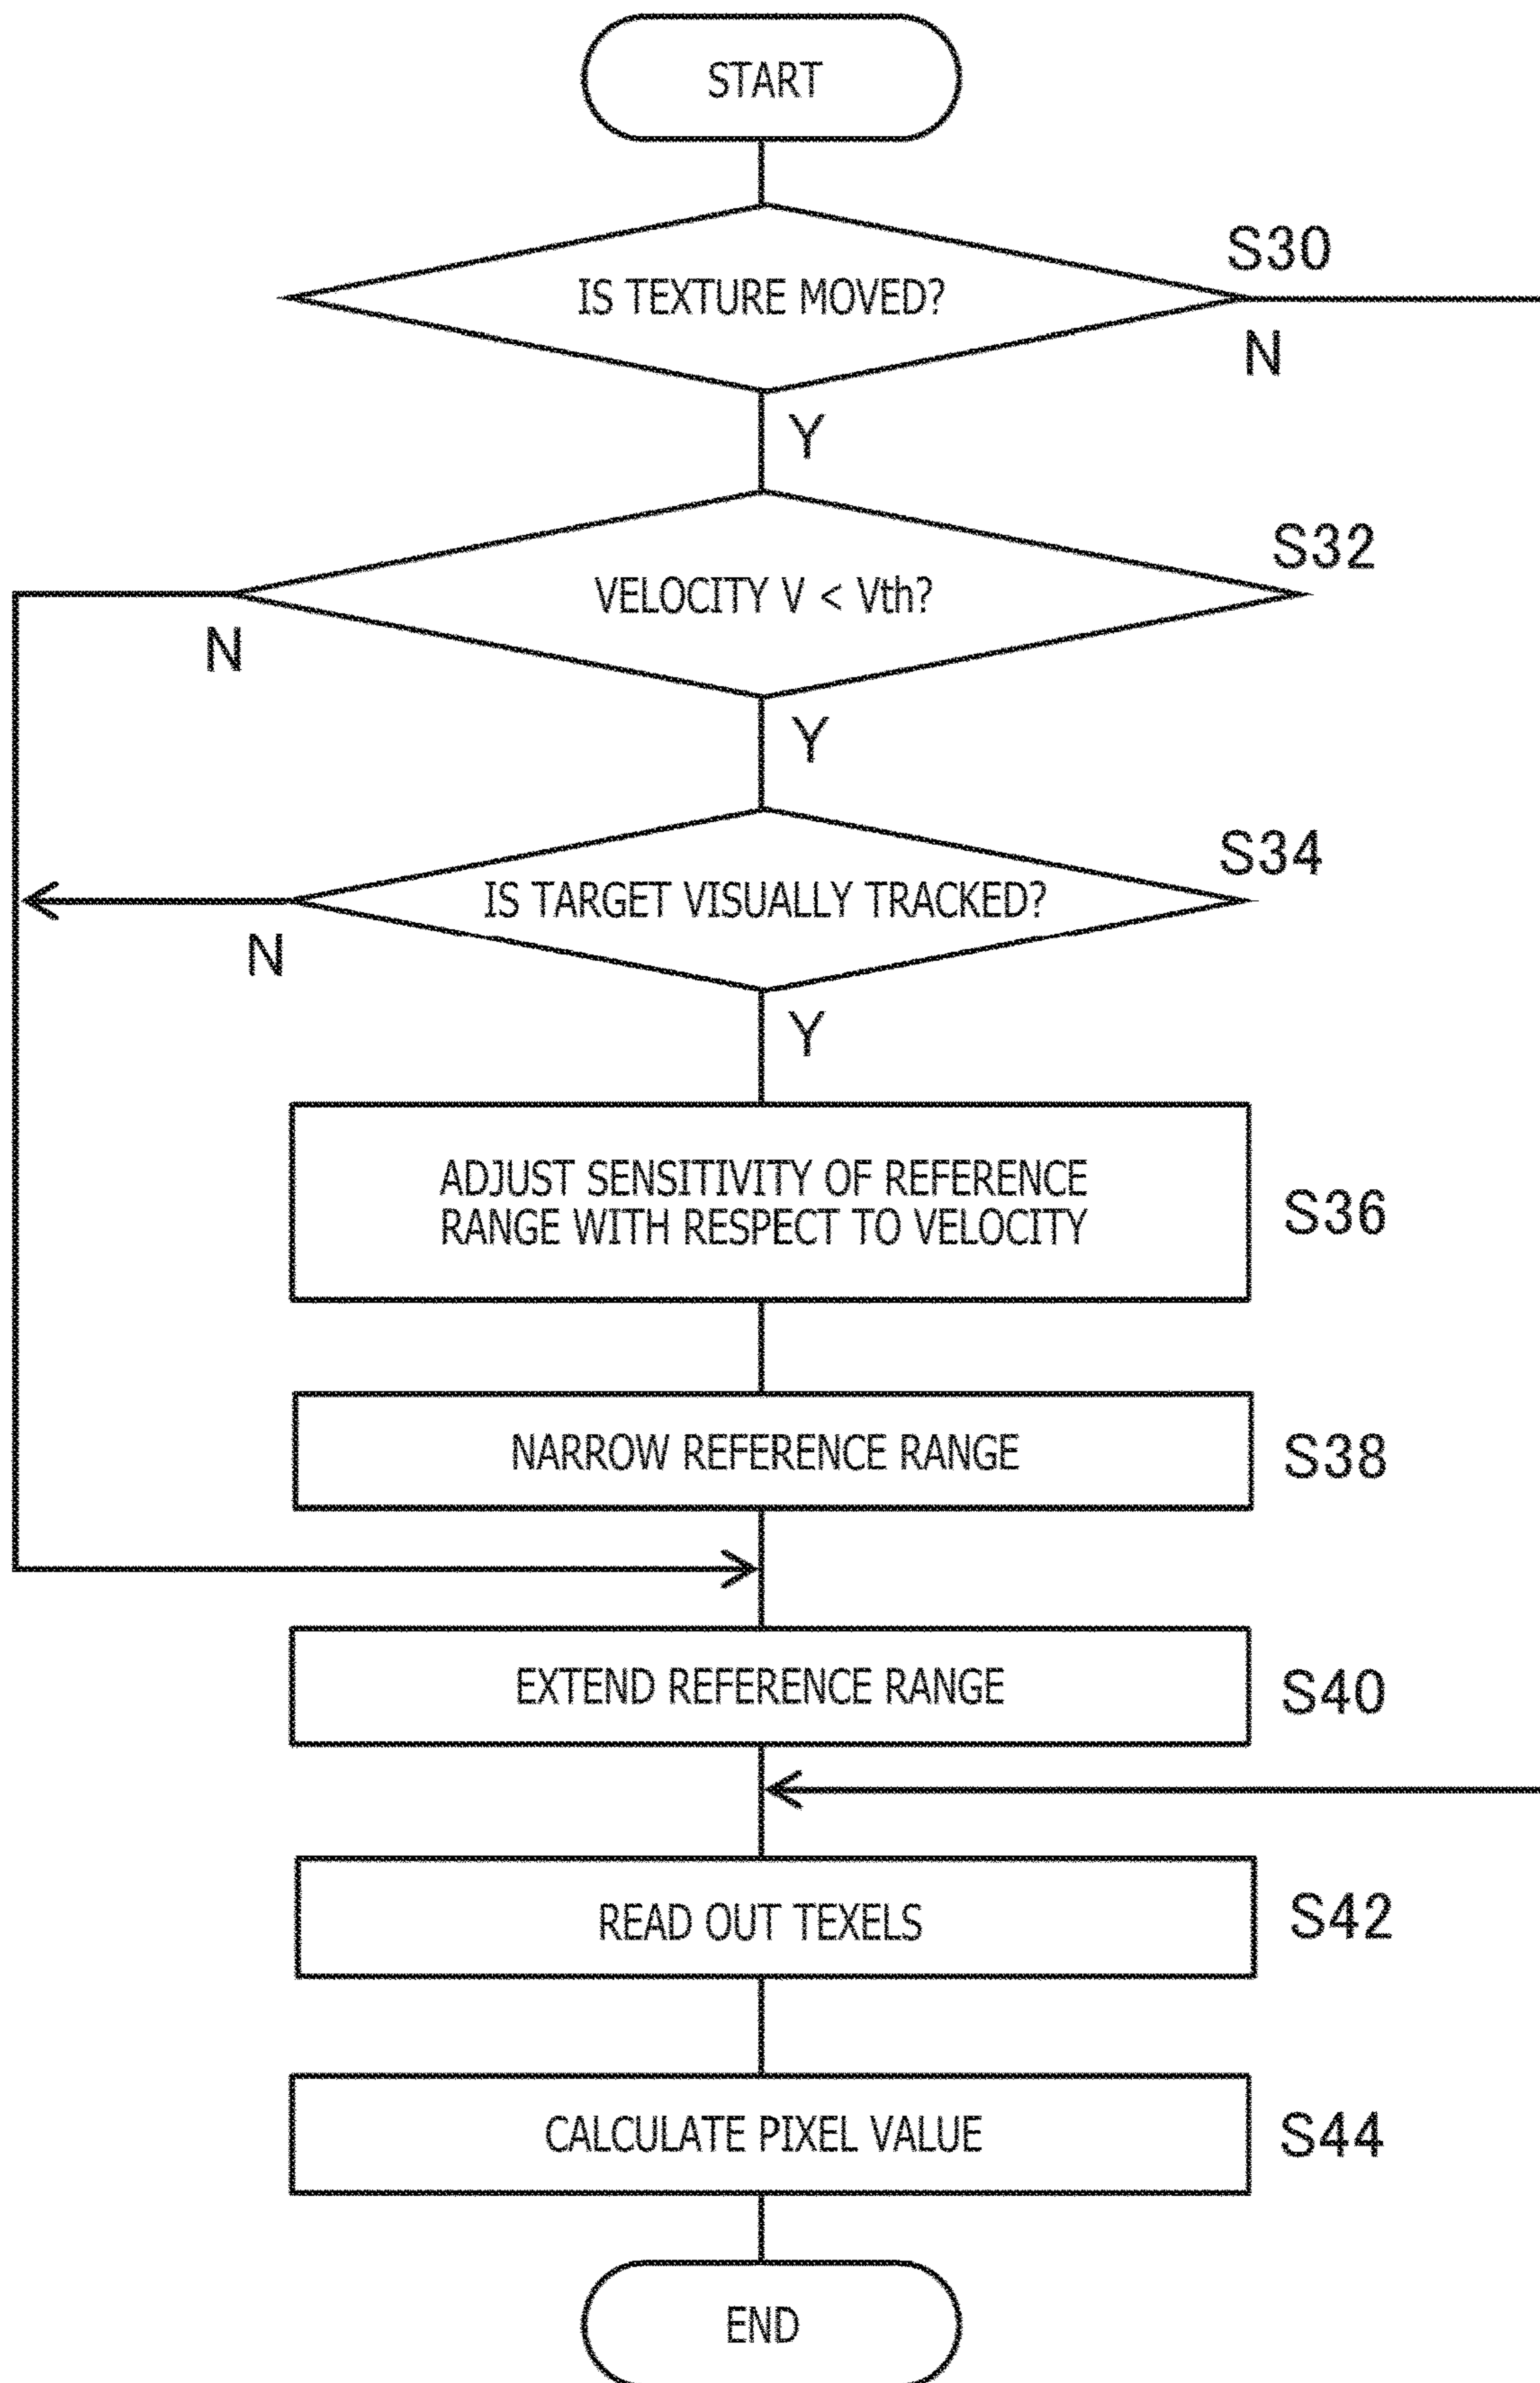 START
S30
IS TEXTURE MOVED?
N
Y
S32
VELOCITY V < Vth?
N
Y
S34
IS TARGET VISUALLY TRACKED?
N
Y
ADJUST SENSITIVITY OF REFERENCE
RANGE WITH RESPECT TO VELOCITY
S36
NARROW REFERENCE RANGE
S38
EXTEND REFERENCE RANGE
S40
READ OUT TEXELS
S42
CALCULATE PIXEL VALUE
S44
END